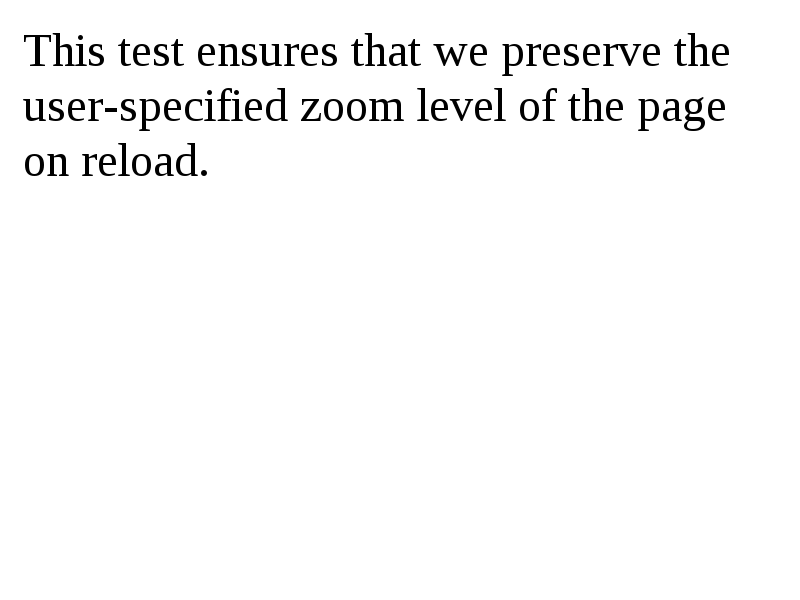 This test ensures that we preserve the
user-specified zoom level of the page
on reload.